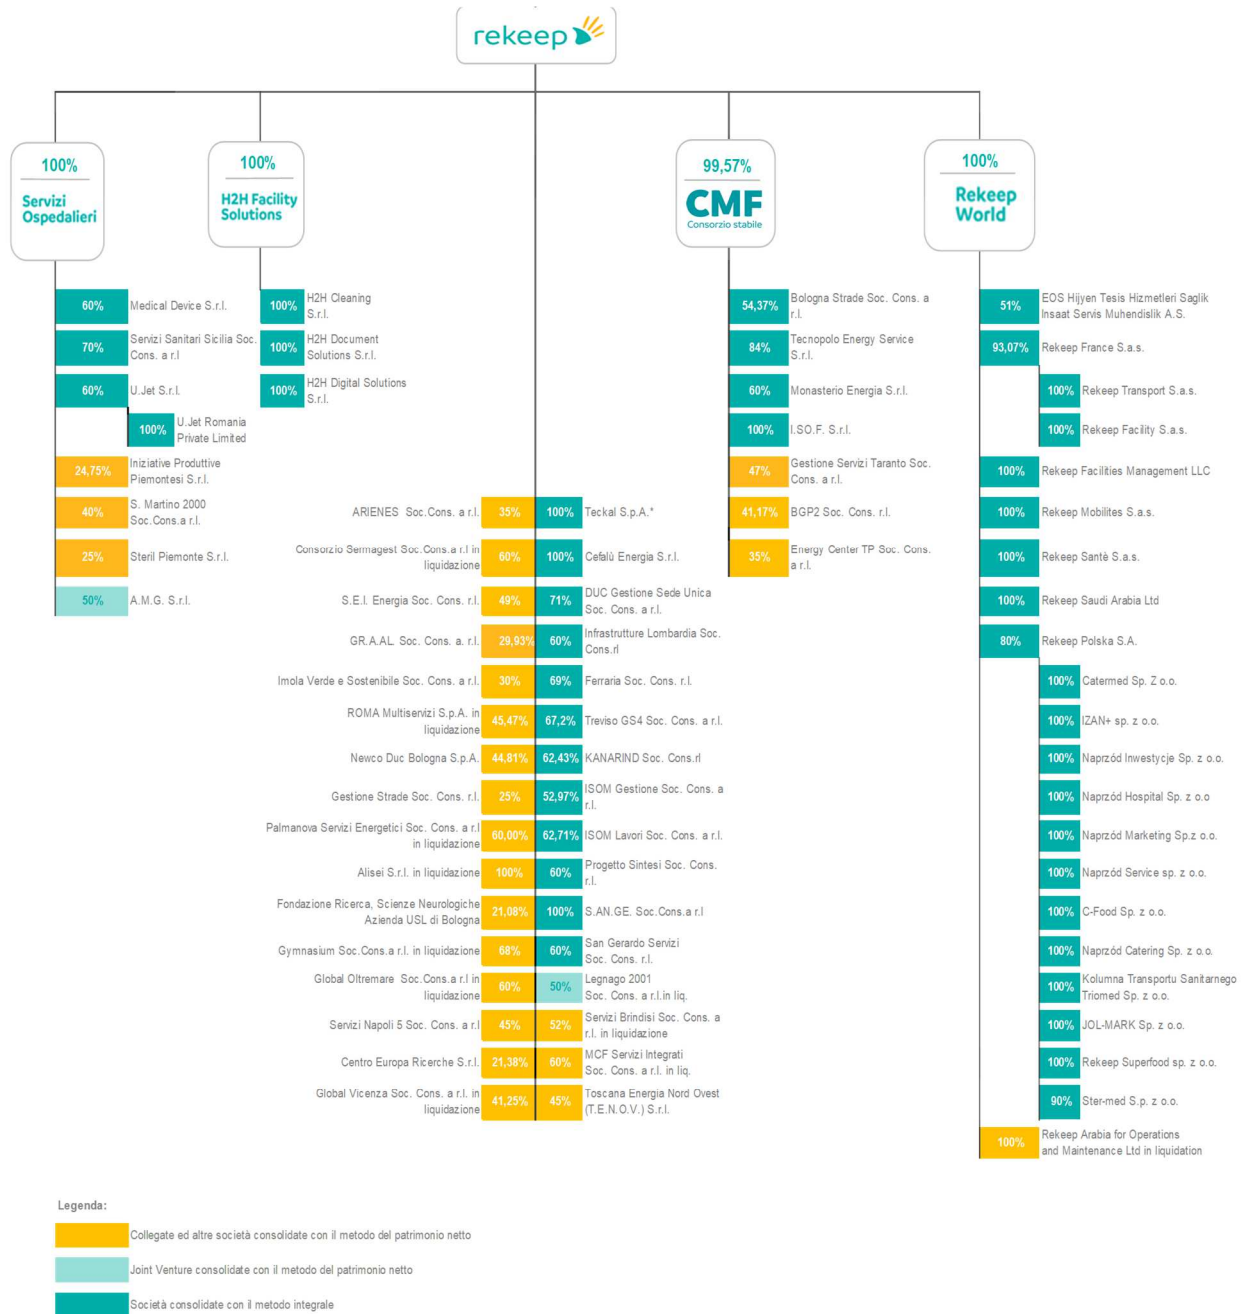 rekeep
100%
Servizi
Ospedalieri
60%
Medical Device S.r.l.
70%
Servizi Sanitari Sicilia Soc.
Cons. a r.l
60%
U.Jet S.r.l.
100%
U.Jet Romania
Private Limited
24,75%
Iniziative Produttive
Piemontesi S.r.l.
40%
S. Martino 2000
Soc.Cons.a r.l.
25%
Steril Piemonte S.r.l.
50%
A.M.G. S.r.l.
100%
H2H Facility
Solutions
100%
H2H Cleaning
S.r.l.
100%
H2H Document
Solutions S.r.l.
100%
H2H Digital Solutions
S.r.l.
ARIENES Soc.Cons. a r.l.
35%
Consorzio Sermagest Soc.Cons.a r.l in
liquidazione
60%
S.E.I. Energia Soc. Cons. r.l.
49%
GR.A.AL. Soc. Cons. a. r.l.
29,93%
Imola Verde e Sostenibile Soc. Cons. a r.l.
30%
ROMA Multiservizi S.p.A. in
liquidazione
45,47%
Newco Duc Bologna S.p.A.
44,81%
Gestione Strade Soc. Cons. r.l.
25%
Palmanova Servizi Energetici Soc. Cons. a r.l
in liquidazione
60,00%
Alisei S.r.l. in liquidazione
100%
Fondazione Ricerca, Scienze Neurologiche
Azienda USL di Bologna
21,08%
Gymnasium Soc.Cons.a r.l. in liquidazione
68%
Global Oltremare Soc.Cons.a r.l in
liquidazione
60%
Servizi Napoli 5 Soc. Cons. a r.l
45%
Centro Europa Ricerche S.r.l.
21,38%
Global Vicenza Soc. Cons. a r.l. in
liquidazione
41,25%
100%
Teckal S.p.A.*
100%
Cefalù Energia S.r.l.
71%
DUC Gestione Sede Unica
Soc. Cons. a r.l.
60%
Infrastrutture Lombardia Soc.
Cons.rl
69%
Ferraria Soc. Cons. r.l.
67,2%
Treviso GS4 Soc. Cons. a r.l.
62,43%
KANARIND Soc. Cons.rl
52,97%
ISOM Gestione Soc. Cons. a
r.l.
62,71%
ISOM Lavori Soc. Cons. a r.l.
60%
Progetto Sintesi Soc. Cons.
r.l.
100%
S.AN.GE. Soc.Cons.a r.l
60%
San Gerardo Servizi
Soc. Cons. r.l.
50%
Legnago 2001
Soc. Cons. a r.l.in liq.
52%
Servizi Brindisi Soc. Cons. a
r.l. in liquidazione
60%
MCF Servizi Integrati
Soc. Cons. a r.l. in liq.
45%
Toscana Energia Nord Ovest
(T.E.N.O.V.) S.r.l.
99,57%
CMF
Consorzio stabile
54,37%
Bologna Strade Soc. Cons. a
r.l.
84%
Tecnopolo Energy Service
S.r.l.
60%
Monasterio Energia S.r.l.
100%
I.SO.F. S.r.l.
47%
Gestione Servizi Taranto Soc.
Cons. a r.l.
41,17%
BGP2 Soc. Cons. r.l.
35%
Energy Center TP Soc. Cons.
a r.l.
100%
Rekeep
World
51%
EOS Hijyen Tesis Hizmetleri Saglik
Insaat Servis Muhendislik A.S.
93,07%
Rekeep France S.a.s.
100%
Rekeep Transport S.a.s.
100%
Rekeep Facility S.a.s.
100%
Rekeep Facilities Management LLC
100%
Rekeep Mobilites S.a.s.
100%
Rekeep Santè S.a.s.
100%
Rekeep Saudi Arabia Ltd
80%
Rekeep Polska S.A.
100%
Catermed Sp. Z o.o.
100%
IZAN+ sp. z o.o.
100%
Naprzód Inwestycje Sp. z o.o.
100%
Naprzód Hospital Sp. z o.o
100%
Naprzód Marketing Sp.z o.o.
100%
Naprzód Service sp. z o.o.
100%
C-Food Sp. z o.o.
100%
Naprzód Catering Sp. z o.o.
100%
Kolumna Transportu Sanitarnego
Triomed Sp. z o.o.
100%
JOL-MARK Sp. z o.o.
100%
Rekeep Superfood sp. z o.o.
90%
Ster-med S.p. z o.o.
100%
Rekeep Arabia for Operations
and Maintenance Ltd in liquidation
Legenda:
Collegate ed altre società consolidate con il metodo del patrimonio netto
Joint Venture consolidate con il metodo del patrimonio netto
Società consolidate con il metodo integrale